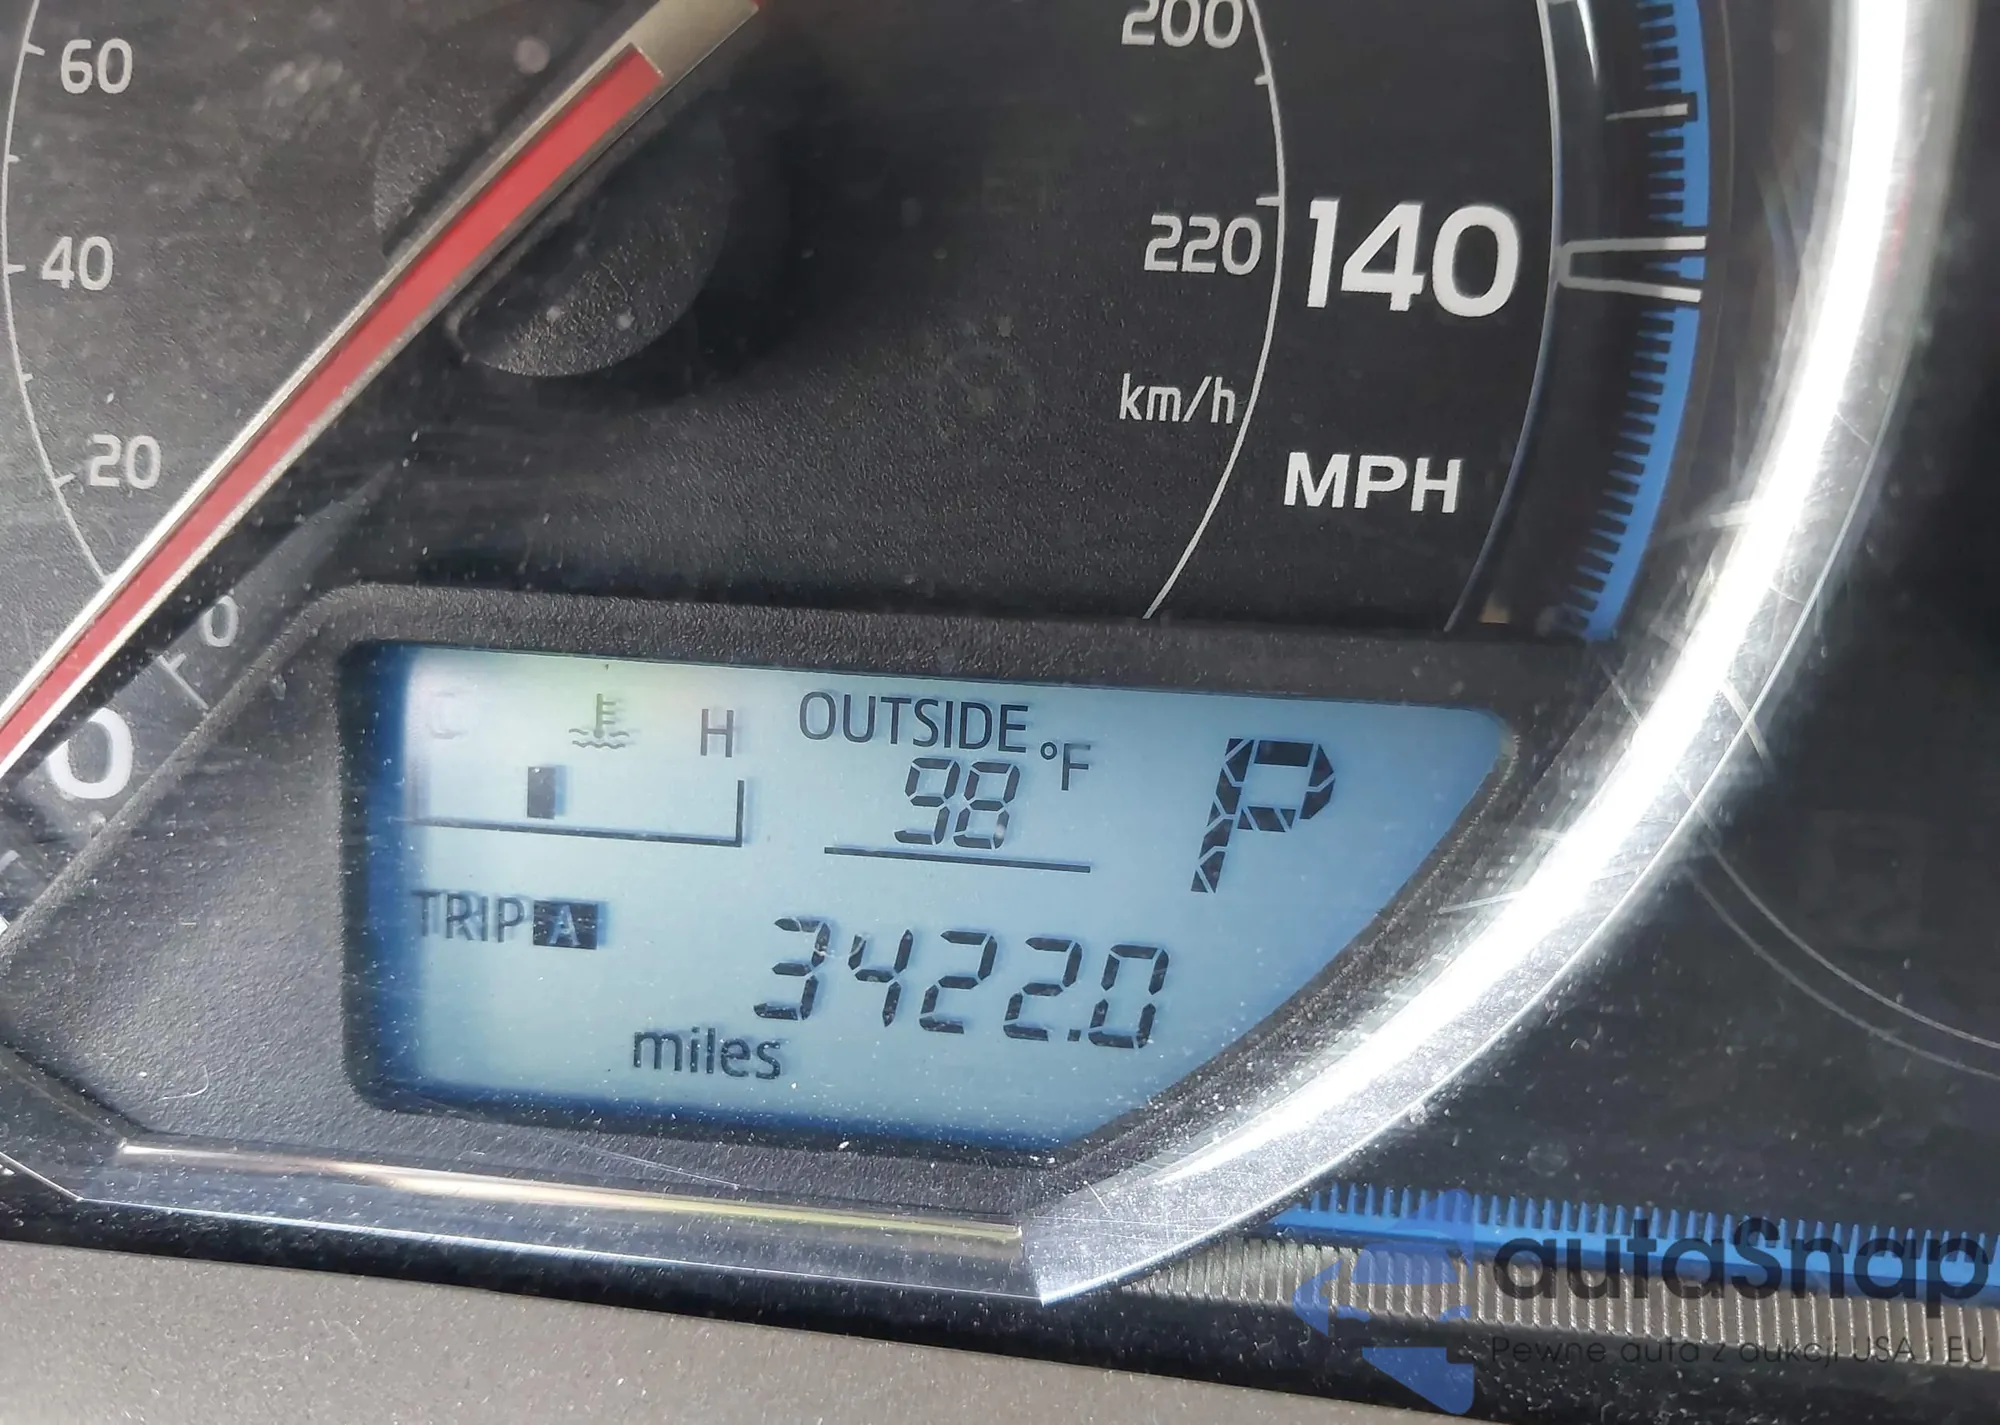 200
60
220 140
40
km/h
20
MPH
0
0
C H OUTSIDE
°F
98
P
TRIP A
3422.0
miles
autaSnap
Pewne auta z aukcji USA i EU